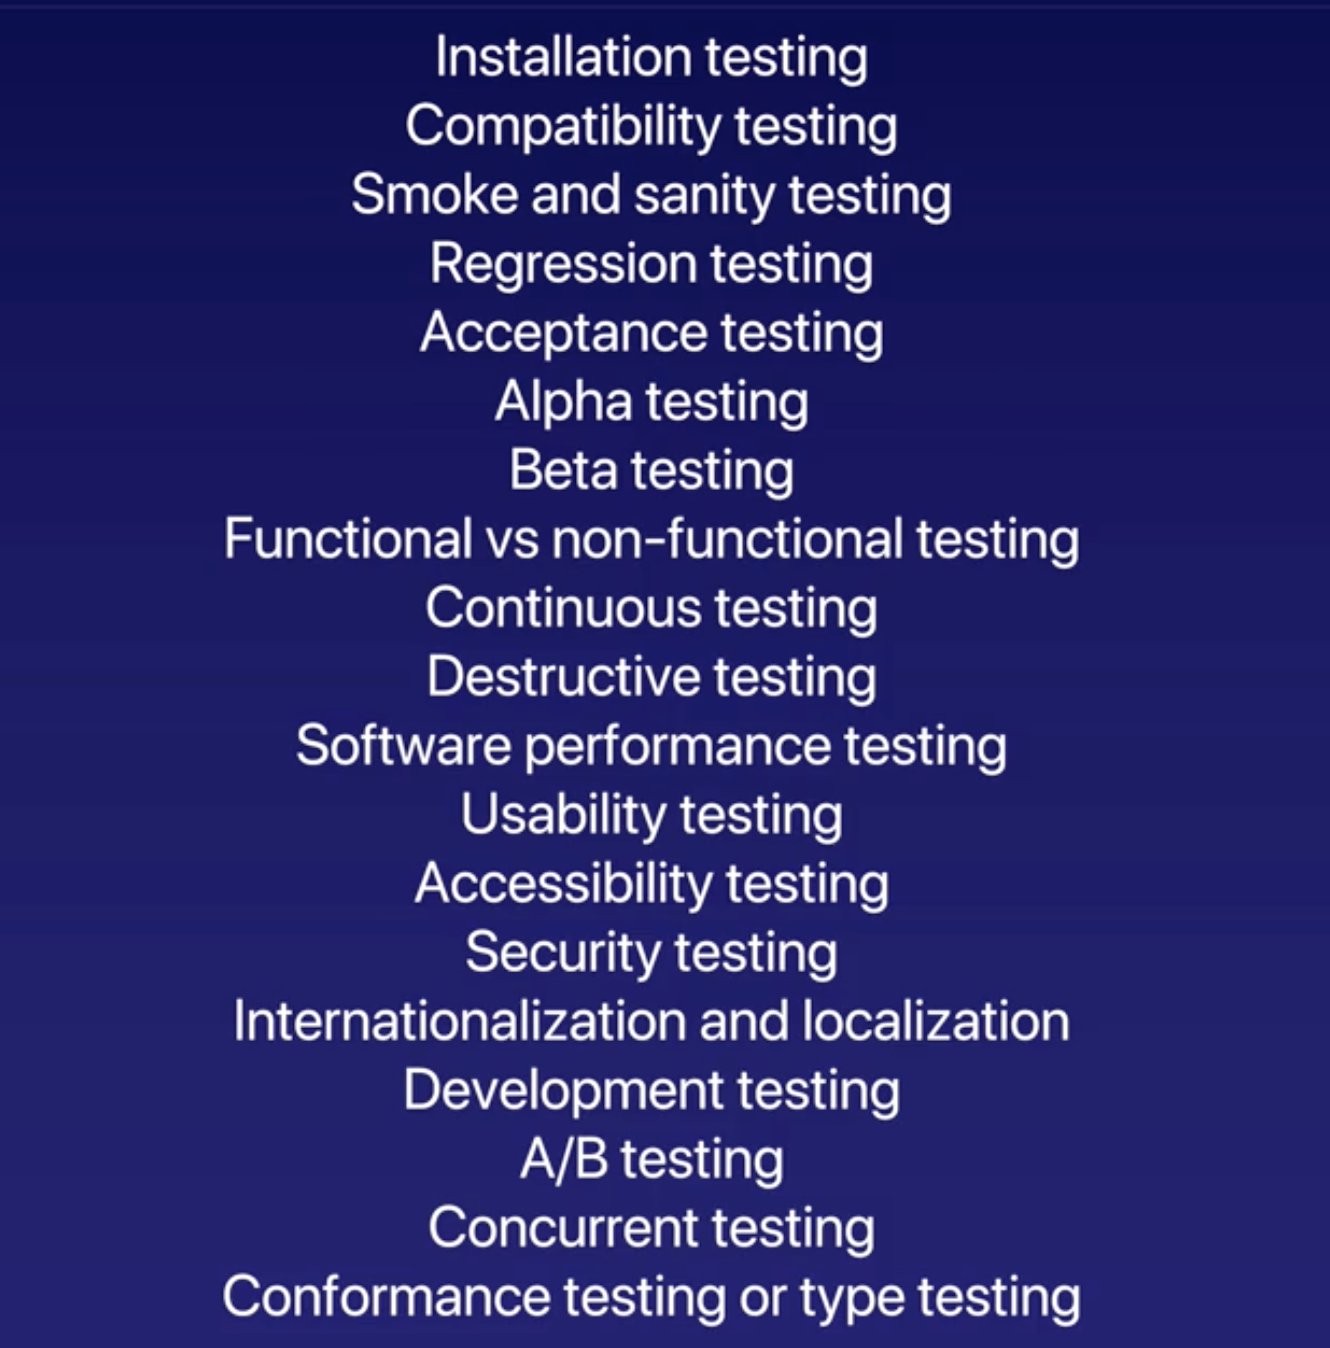 Installation testing
Compatibility testing
Smoke and sanity testing
Regression testing
Acceptance testing
Alpha testing
Beta testing
Functional vs non-functional testing
Continuous testing
Destructive testing
Software performance testing
Usability testing
Accessibility testing
Security testing
Internationalization and localization
Development testing
A/B testing
Concurrent testing
Conformance testing or type testing